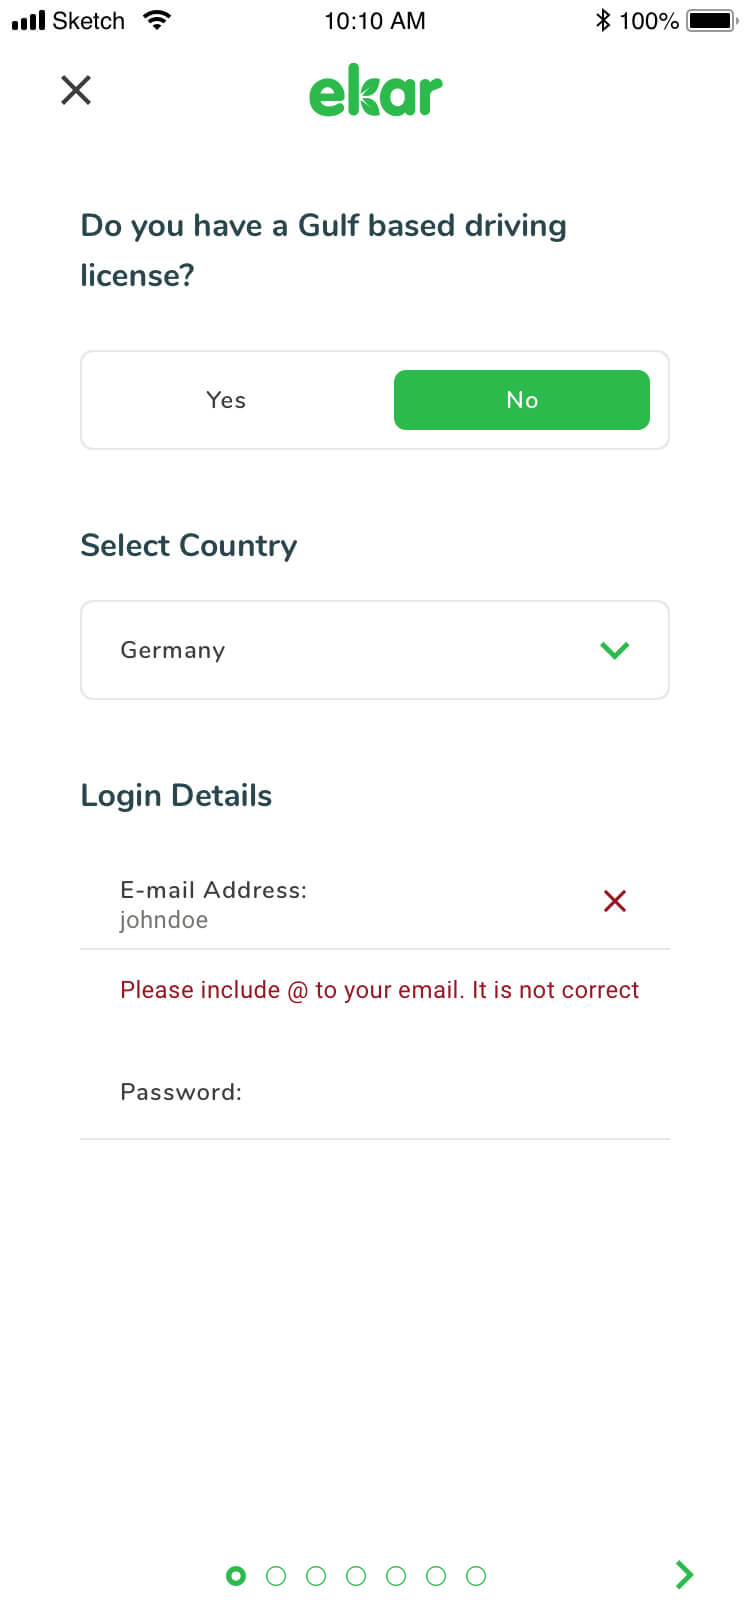 Sketch 10:10 AM 100%
ekar
Do you have a Gulf based driving
license?
Yes No
Select Country
Germany
Login Details
E-mail Address:
johndoe
Please include @ to your email. It is not correct
Password: